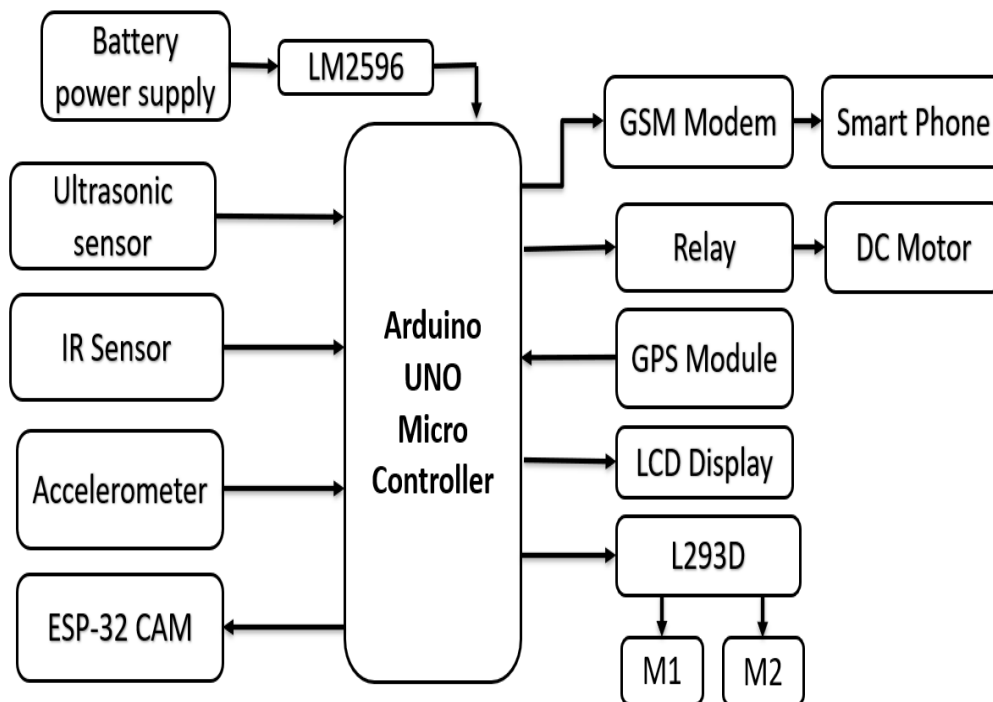 Battery
power supply
LM2596
GSM Modem
Smart Phone
Ultrasonic
sensor
Relay
DC Motor
IR Sensor
Arduino
UNO
Micro
Controller
GPS Module
Accelerometer
LCD Display
ESP-32 CAM
L293D
M1
M2